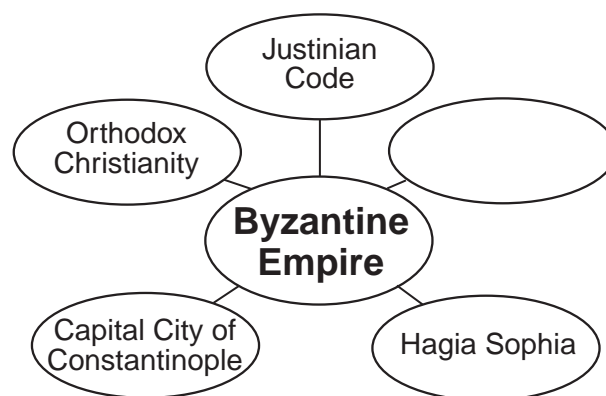 Justinian
Code
Orthodox
Christianity
Byzantine
Empire
Capital City of
Constantinople
Hagia Sophia